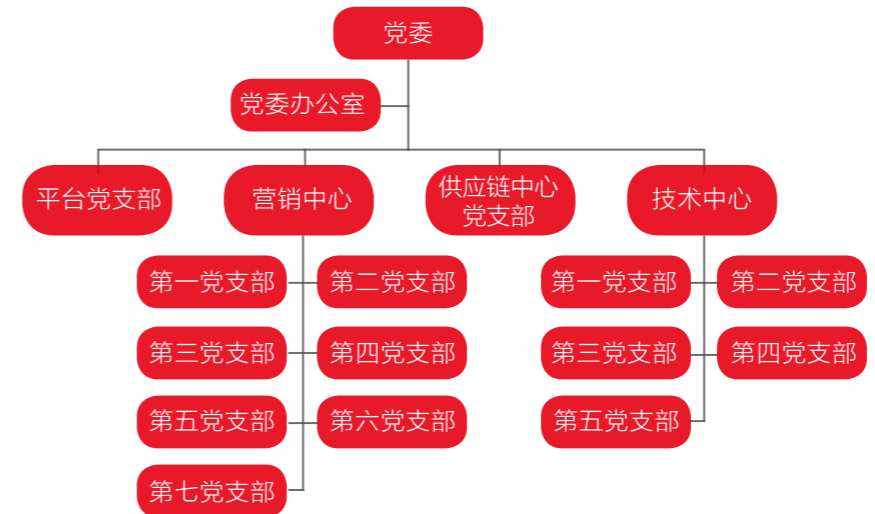 党委
党委办公室
平台党支部
营销中心
供应链中心
党支部
技术中心
第一党支部
第二党支部
第一党支部
第二党支部
第三党支部
第四党支部
第三党支部
第四党支部
第五党支部
第六党支部
第五党支部
第七党支部